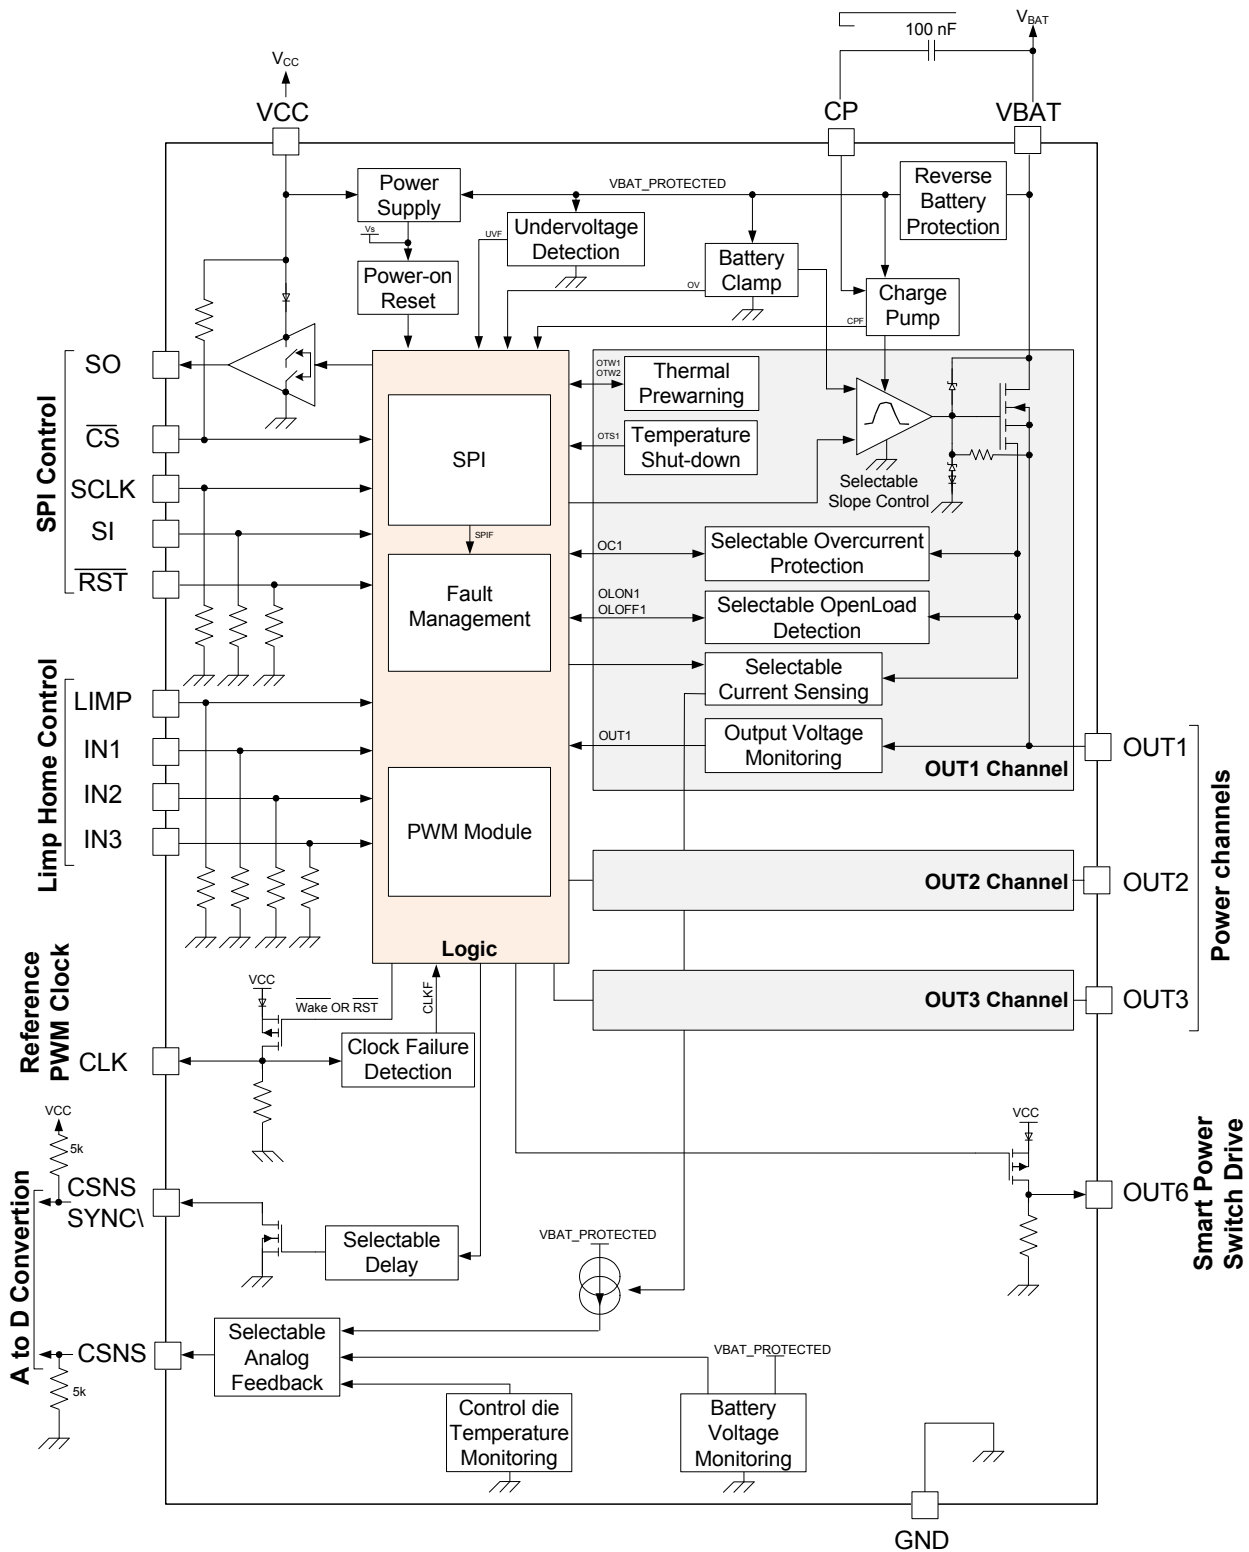 100 nF
VBAT
VCC
VCC
CP
VBAT
Power
Supply
VBAT_PROTECTED
Reverse
Battery
Protection
Vs
UVF
Undervoltage
Detection
Battery
Clamp
Power-on
Reset
OV
Charge
Pump
CPF
SPI Control
SO
CS
SCLK
SI
RST
SPI
SPIF
Fault
Management
PWM Module
Logic
OTW1
OTW2
Thermal
Prewarning
OTS1
Temperature
Shut-down
Selectable
Slope Control
OC1
Selectable Overcurrent
Protection
OLON1
OLOFF1
Selectable OpenLoad
Detection
Selectable
Current Sensing
OUT1
Output Voltage
Monitoring
OUT1 Channel
OUT1
Limp Home Control
LIMP
IN1
IN2
IN3
OUT2 Channel
OUT2
OUT3 Channel
OUT3
Power channels
Reference
PWM Clock
CLK
VCC
Wake OR RST
CLKF
Clock Failure
Detection
VCC
5k
A to D Convertion
CSNS
SYNC\
Selectable
Delay
VBAT_PROTECTED
VCC
OUT6
Smart Power
Switch Drive
CSNS
5k
Selectable
Analog
Feedback
VBAT_PROTECTED
Control die
Temperature
Monitoring
Battery
Voltage
Monitoring
GND